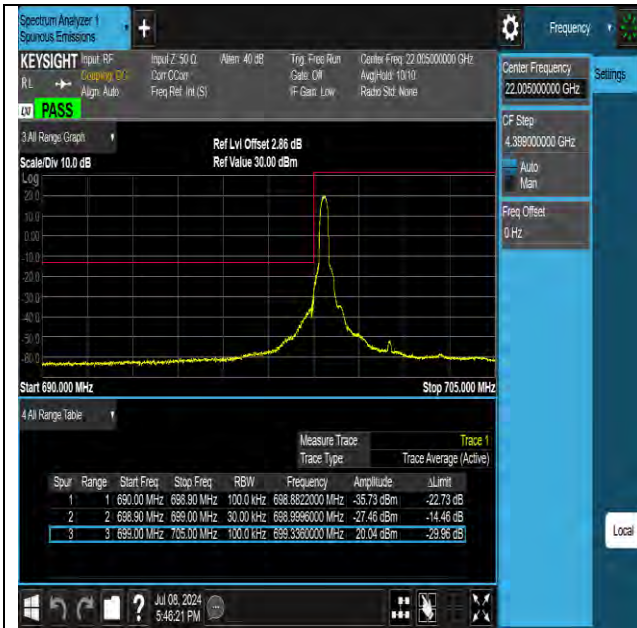 Spectrum Analyzer 1
Spurious Emissions
Frequency
KEYSIGHT
Input: RF
Input Z: 50 Ω
Atten: 40 dB
Trig: Free Run
Center Freq: 22.005000000 GHz
RL
Coupling: DC
Corr CCorr
Gate: Off
Avg|Hold: 10/10
Align: Auto
Freq Ref: Int (S)
IF Gain: Low
Radio Std: None
LXI
PASS
3 All Range Graph
Ref Lvl Offset 2.86 dB
Scale/Div 10.0 dB
Ref Value 30.00 dBm
Log
20.0
10.0
0.00
-10.0
-20.0
-30.0
-40.0
-50.0
-60.0
Start 690.000 MHz
Stop 705.000 MHz
4 All Range Table
Measure Trace
Trace 1
Trace Type
Trace Average (Active)
Spur Range Start Freq Stop Freq RBW Frequency Amplitude ΔLimit
1 1 690.00 MHz 698.90 MHz 100.0 kHz 698.8822000 MHz -35.73 dBm -22.73 dB
2 2 698.90 MHz 699.00 MHz 30.00 kHz 698.9996000 MHz -27.46 dBm -14.46 dB
3 3 699.00 MHz 705.00 MHz 100.0 kHz 699.3360000 MHz 20.04 dBm -29.96 dB
Jul 08, 2024
5:46:21 PM
?
Center Frequency
22.005000000 GHz
Settings
CF Step
4.399000000 GHz
Auto
Man
Freq Offset
0 Hz
Local